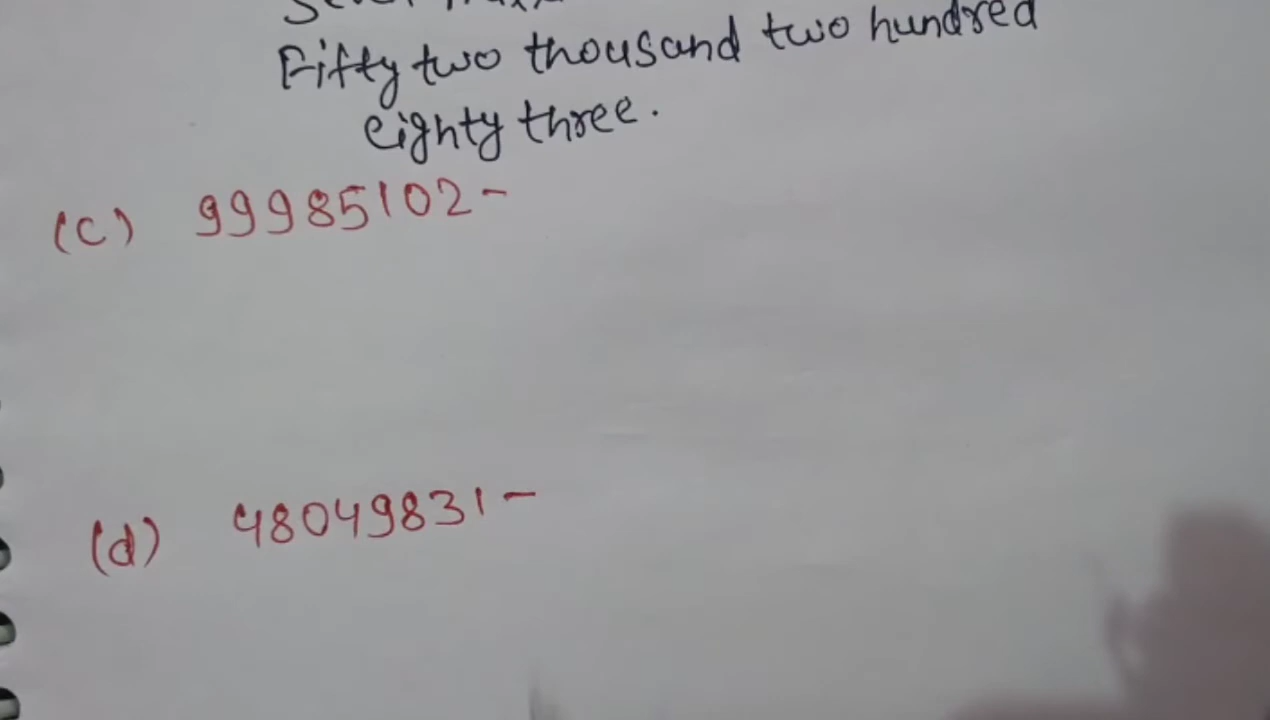 Fifty two thousand two hundred
eighty three.
(c) 99985102-
(d) 48049831-